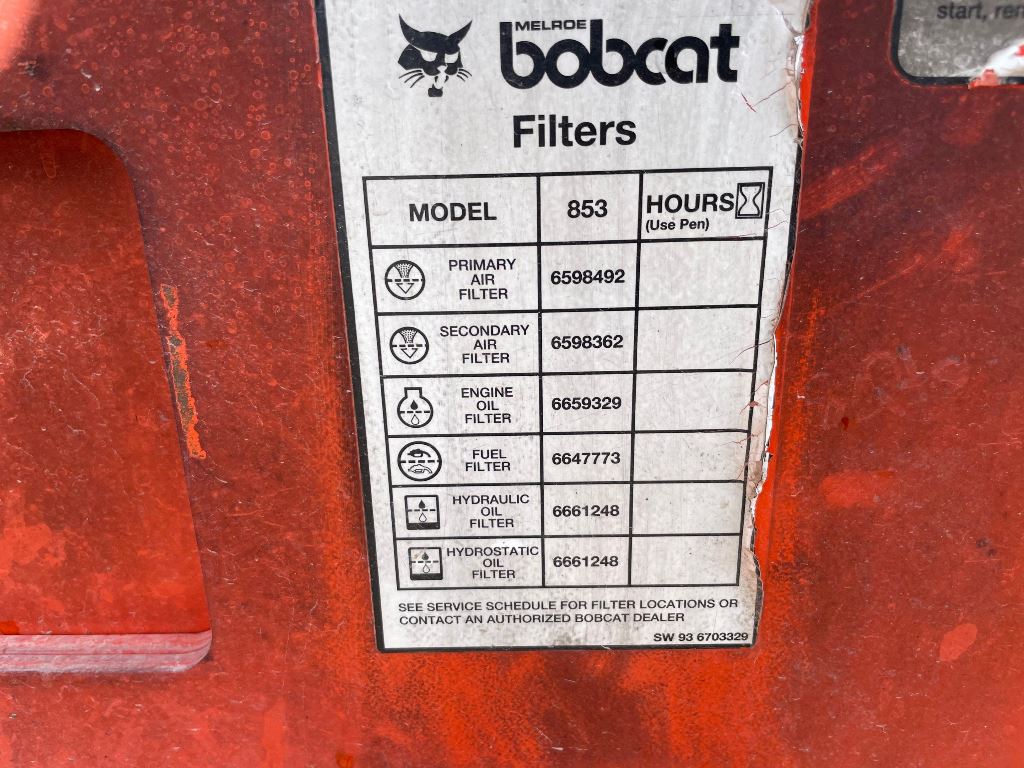 start,
MELROE
bobcat
Filters
MODEL 853 HOURS
(Use Pen)
PRIMARY
AIR
FILTER
6598492
SECONDARY
AIR
FILTER
6598362
ENGINE
OIL
FILTER
6659329
FUEL
FILTER
6647773
HYDRAULIC
OIL
FILTER
6661248
HYDROSTATIC
OIL
FILTER
6661248
SEE SERVICE SCHEDULE FOR FILTER LOCATIONS OR
CONTACT AN AUTHORIZED BOBCAT DEALER
SW 93 6703329